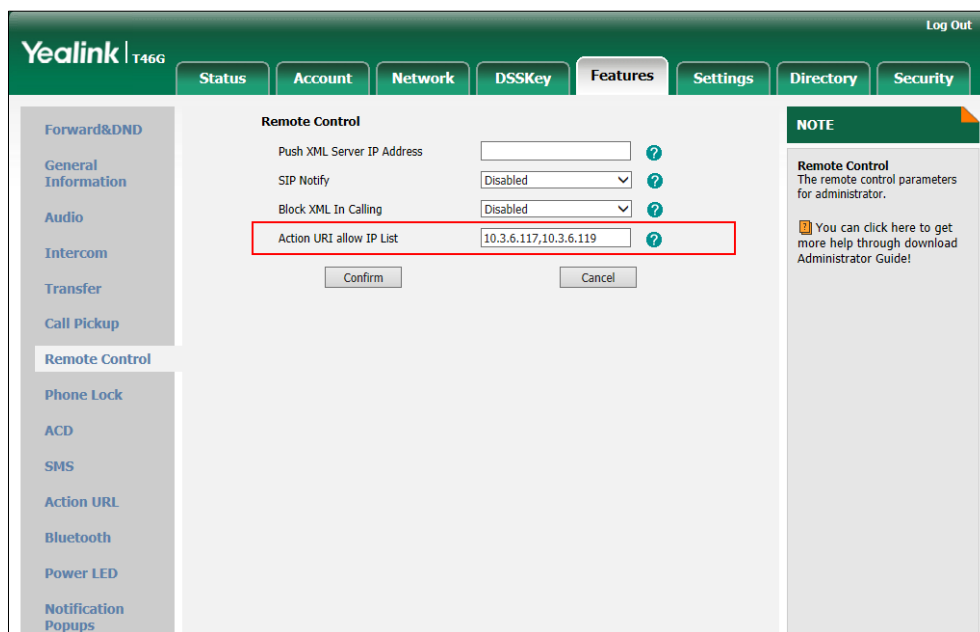 Log Out
Yealink | T46G
Status
Account
Network
DSSKey
Features
Settings
Directory
Security
Forward&DND
General
Information
Audio
Intercom
Transfer
Call Pickup
Remote Control
Phone Lock
ACD
SMS
Action URL
Bluetooth
Power LED
Notification
Popups
Remote Control
Push XML Server IP Address
?
SIP Notify
Disabled
?
Block XML In Calling
Disabled
?
Action URI allow IP List
10.3.6.117,10.3.6.119
?
Confirm
Cancel
NOTE
Remote Control
The remote control parameters
for administrator.
? You can click here to get
more help through download
Administrator Guide!